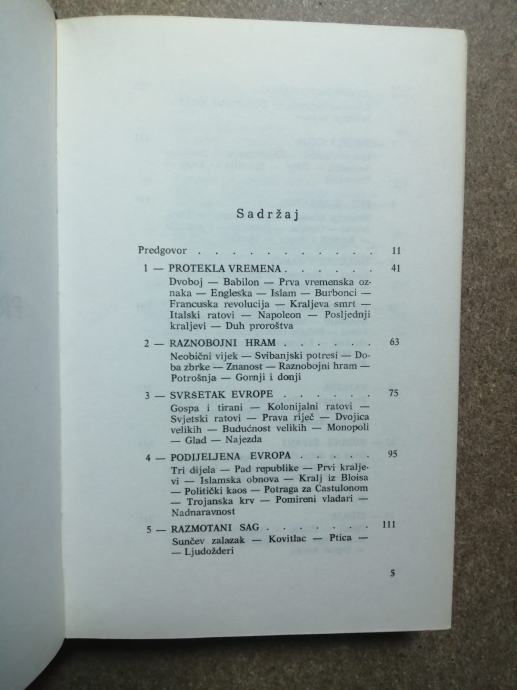 Sadržaj
Predgovor . . . . . . . . . . . 11
1 — PROTEKLA VREMENA . . . . . . 41
Dvoboj — Babilon — Prva vremenska oz-
naka — Engleska — Islam — Burbonci —
Francuska revolucija — Kraljeva smrt —
Italski ratovi — Napoleon — Posljednji
kraljevi — Duh proroštva
2 — RAZNOBOJNI HRAM . . . . . . 63
Neobični vijek — Svibanjski potresi — Do-
ba zbrke — Znanost — Raznobojni hram —
Potrošnja — Gornji i donji
3 — SVRSETAK EVROPE . . . . . . 75
Gospa i tirani — Kolonijalni ratovi —
Svjetski ratovi — Prava riječ — Dvojica
velikih — Budućnost velikih — Monopoli
— Glad — Najezda
4 — PODIJELJENA EVROPA . . . . . 95
Tri dijela — Pad republike — Prvi kralje-
vi — Islamska obnova — Kralj iz Bloisa
— Politički kaos — Potraga za Castulonom
— Trojanska krv — Pomireni vladari —
Nadnaravnost
5 — RAZMOTANI SAG . . . . . . . 111
Sunčev zalazak — Kovitlac — Ptica —
— Ljudožderi
5